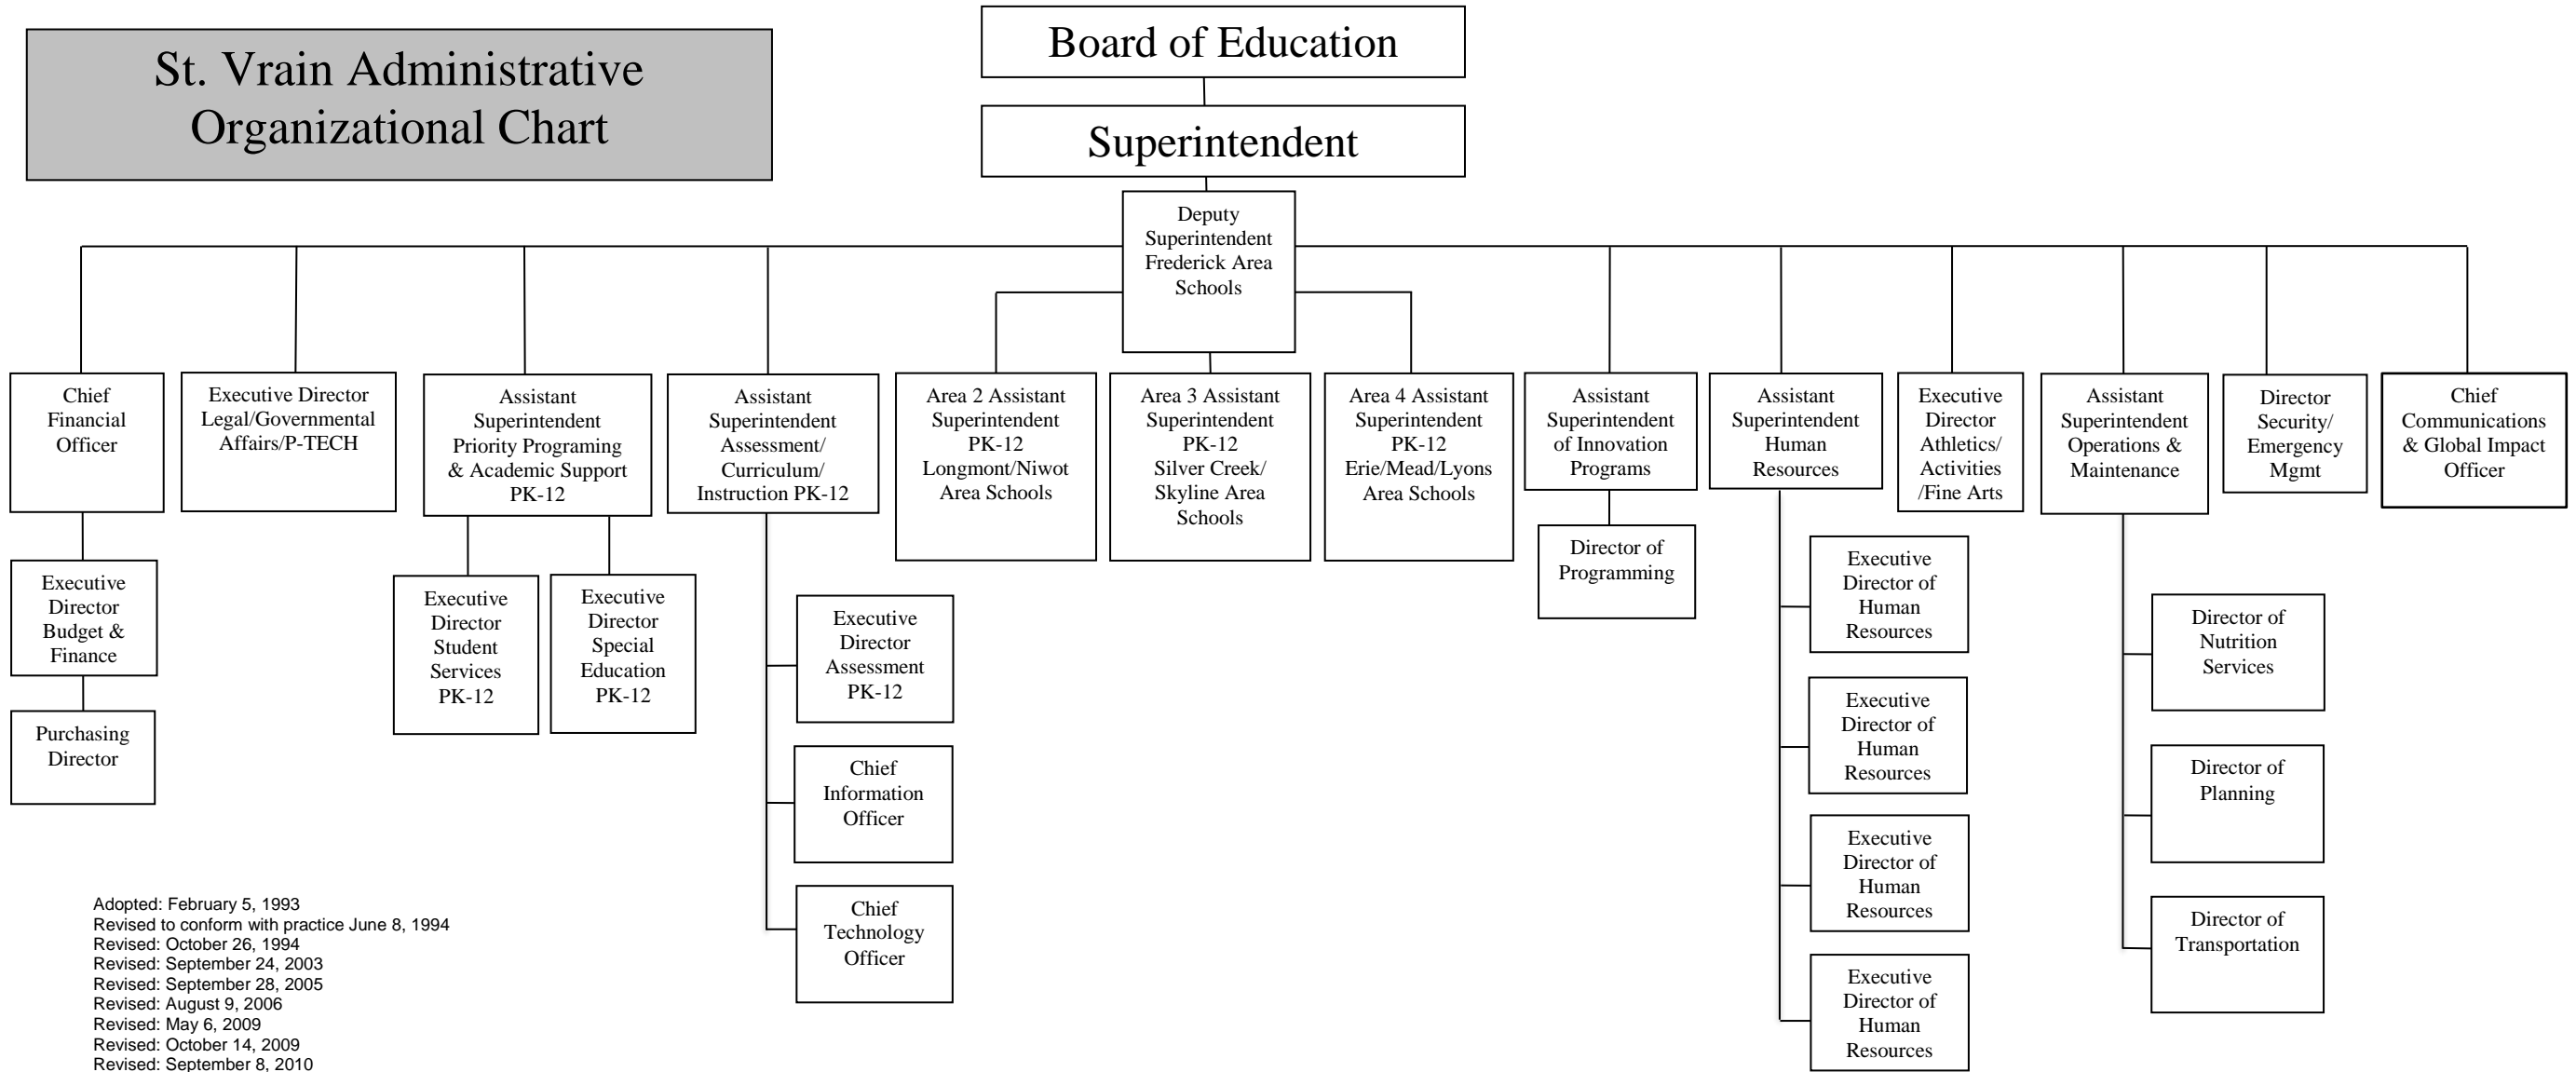 St. Vrain Administrative
Organizational Chart
Board of Education
Superintendent
Deputy
Superintendent
Frederick Area
Schools
Chief
Financial
Officer
Executive Director
Legal/Governmental
Affairs/P-TECH
Assistant
Superintendent
Priority Programing
& Academic Support
PK-12
Assistant
Superintendent
Assessment/
Curriculum/
Instruction PK-12
Area 2 Assistant
Superintendent
PK-12
Longmont/Niwot
Area Schools
Area 3 Assistant
Superintendent
PK-12
Silver Creek/
Skyline Area
Schools
Area 4 Assistant
Superintendent
PK-12
Erie/Mead/Lyons
Area Schools
Assistant
Superintendent
of Innovation
Programs
Assistant
Superintendent
Human
Resources
Executive
Director
Athletics/
Activities
/Fine Arts
Assistant
Superintendent
Operations &
Maintenance
Director
Security/
Emergency
Mgmt
Chief
Communications
& Global Impact
Officer
Executive
Director
Budget &
Finance
Purchasing
Director
Executive
Director
Student
Services
PK-12
Executive
Director
Special
Education
PK-12
Executive
Director
Assessment
PK-12
Chief
Information
Officer
Chief
Technology
Officer
Director of
Programming
Executive
Director of
Human
Resources
Executive
Director of
Human
Resources
Executive
Director of
Human
Resources
Executive
Director of
Human
Resources
Director of
Nutrition
Services
Director of
Planning
Director of
Transportation
Adopted: February 5, 1993
Revised to conform with practice June 8, 1994
Revised: October 26, 1994
Revised: September 24, 2003
Revised: September 28, 2005
Revised: August 9, 2006
Revised: May 6, 2009
Revised: October 14, 2009
Revised: September 8, 2010